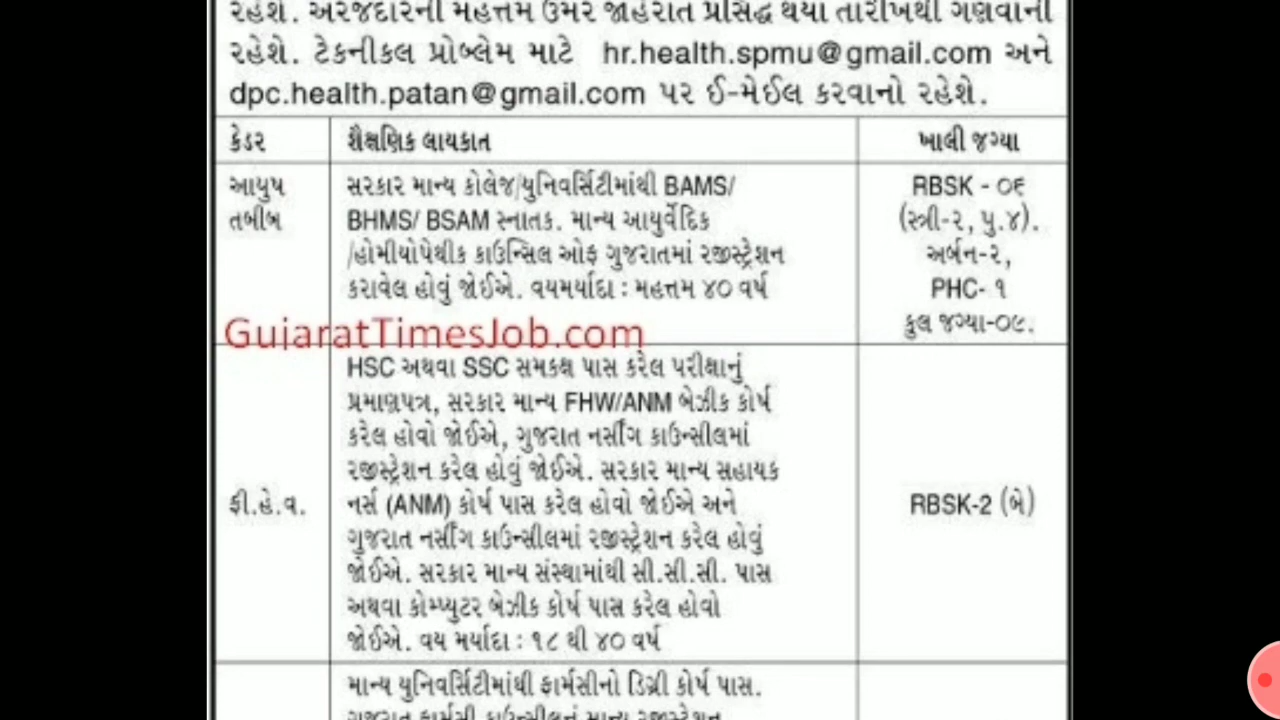 રહેશે. અરજદારની મહત્તમ ઉંમર જાહેરાત પ્રસિદ્ધ થયા તારીખથી ગણવાની
રહેશે. ટેકનીકલ પ્રોબ્લેમ માટે hr.health.spmu@gmail.com અને
dpc.health.patan@gmail.com પર ઈ-મેઈલ કરવાનો રહેશે.
કેડર શૈક્ષણિક લાયકાત ખાલી જગ્યા
આયુષ
તબીબ
સરકાર માન્ય કોલેજ/યુનિવર્સિટીમાંથી BAMS/
BHMS/ BSAM સ્નાતક. માન્ય આયુર્વેદિક
/હોમીયોપેથીક કાઉન્સિલ ઓફ ગુજરાતમાં રજીસ્ટ્રેશન
કરાવેલ હોવું જોઈએ. વયમર્યાદા : મહત્તમ ૪૦ વર્ષ
RBSK - ૦૬
(સ્ત્રી-૨, પુ.૪).
અર્બન-૨,
PHC- ૧
કુલ જગ્યા-૦૯.
GujaratTimesJob.com
ફી.હે.વ.
HSC અથવા SSC સમકક્ષ પાસ કરેલ પરીક્ષાનું
પ્રમાણપત્ર, સરકાર માન્ય FHW/ANM બેઝીક કોર્ષ
કરેલ હોવો જોઈએ, ગુજરાત નર્સીંગ કાઉન્સીલમાં
રજીસ્ટ્રેશન કરેલ હોવું જોઈએ. સરકાર માન્ય સહાયક
નર્સ (ANM) કોર્ષ પાસ કરેલ હોવો જોઈએ અને
ગુજરાત નર્સીંગ કાઉન્સીલમાં રજીસ્ટ્રેશન કરેલ હોવું
જોઈએ. સરકાર માન્ય સંસ્થામાંથી સી.સી.સી. પાસ
અથવા કોમ્પ્યુટર બેઝીક કોર્ષ પાસ કરેલ હોવો
જોઈએ. વય મર્યાદા : ૧૮ થી ૪૦ વર્ષ
RBSK-2 (બે)
માન્ય યુનિવર્સિટીમાંથી ફાર્મસીનો ડિગ્રી કોર્ષ પાસ.
ગુજરાત ફાર્મસી કાઉન્સીલનું માન્ય રજીસ્ટ્રેશન